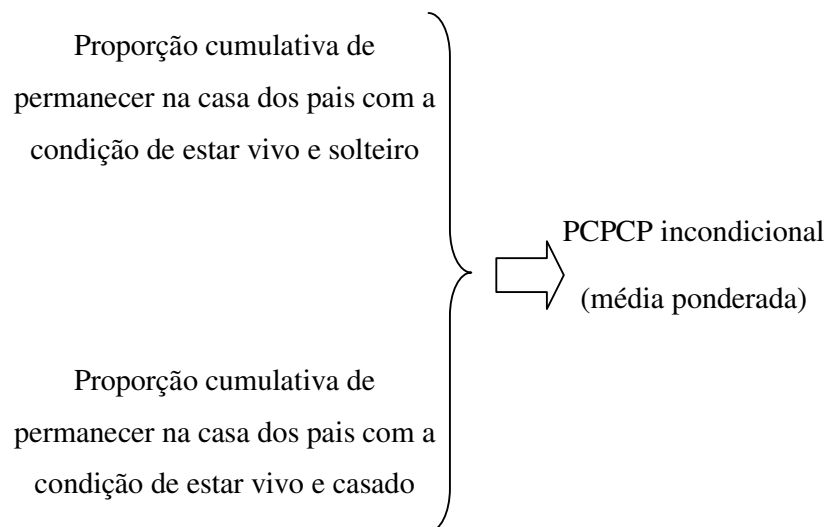 Proporção cumulativa de
permanecer na casa dos pais com a
condição de estar vivo e solteiro
PCPCP incondicional
(média ponderada)
Proporção cumulativa de
permanecer na casa dos pais com a
condição de estar vivo e casado